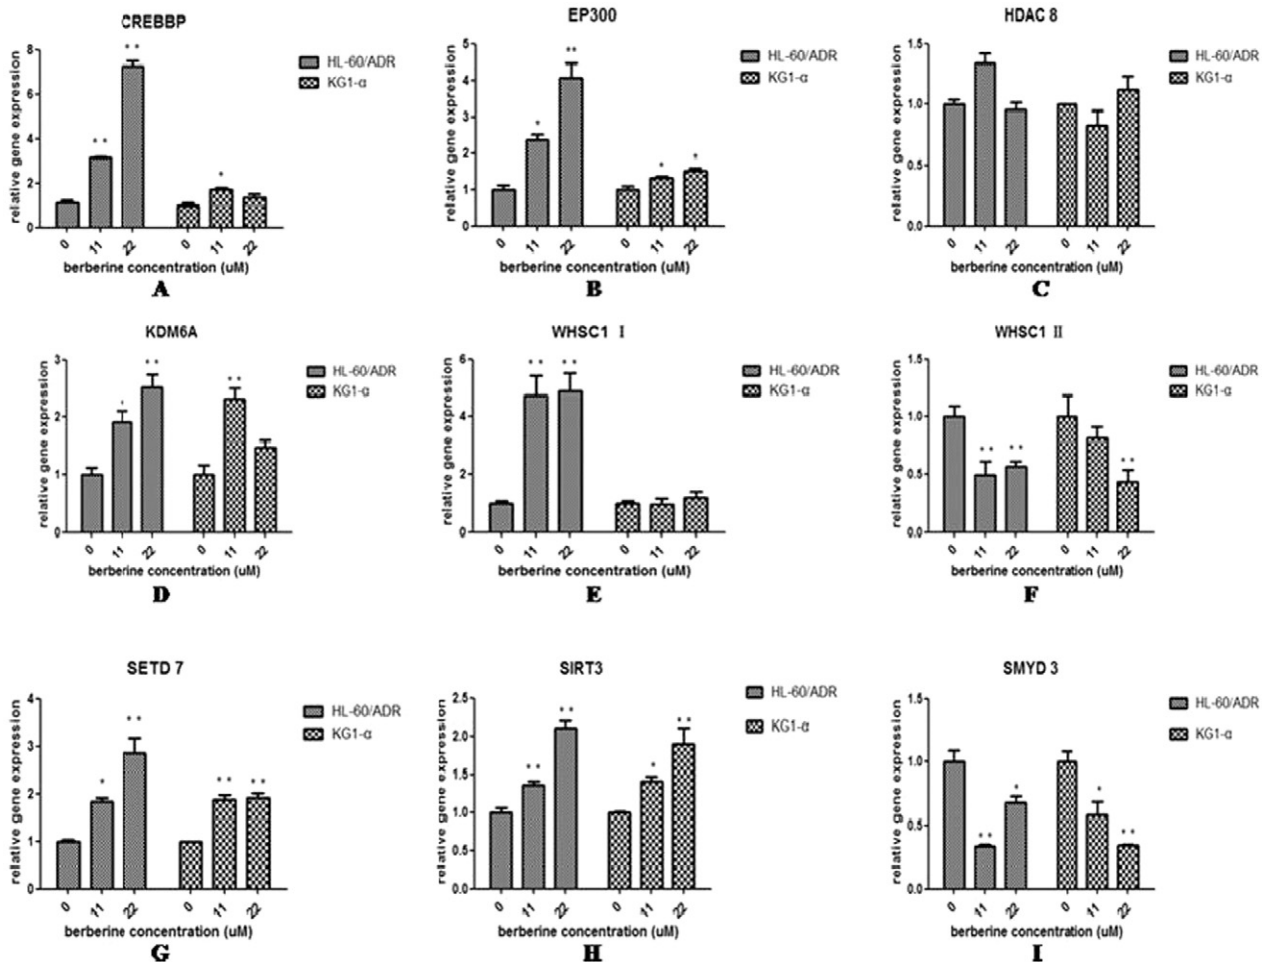 CREBBP
relative gene expression
8
6
4
2
0
* *
* *
*
HL-60/ADR
KG1-α
0 11 22 0 11 22
berberine concentration (uM)
A
EP300
relative gene expression
5
4
3
2
1
0
*
**
*
*
HL-60/ADR
KG1-α
0 11 22 0 11 22
berberine concentration (uM)
B
HDAC 8
relative gene expression
1.5
1.0
0.5
0.0
HL-60/ADR
KG1-α
0 11 22 0 11 22
berberine concentration (uM)
C
KDM6A
relative gene expression
3
2
1
0
*
* *
* *
HL-60/ADR
KG1-α
0 11 22 0 11 22
berberine concentration (uM)
D
WHSC1 Ⅰ
relative gene expression
6
4
2
0
* *
* *
HL-60/ADR
KG1-α
0 11 22 0 11 22
berberine concentration (uM)
E
WHSC1 Ⅱ
relative gene expression
1.5
1.0
0.5
0.0
* *
* *
* *
HL-60/ADR
KG1-α
0 11 22 0 11 22
berberine concentration (uM)
F
SETD 7
relative gene expression
4
3
2
1
0
*
* *
* *
* *
HL-60/ADR
KG1-α
0 11 22 0 11 22
berberine concentration (uM)
G
SIRT3
relative gene expression
2.5
2.0
1.5
1.0
0.5
0.0
* *
* *
*
* *
HL-60/ADR
KG1-α
0 11 22 0 11 22
berberine concentration (uM)
H
SMYD 3
relative gene expression
1.5
1.0
0.5
0.0
* *
*
*
* *
HL-60/ADR
KG1-α
0 11 22 0 11 22
berberine concentration (uM)
I